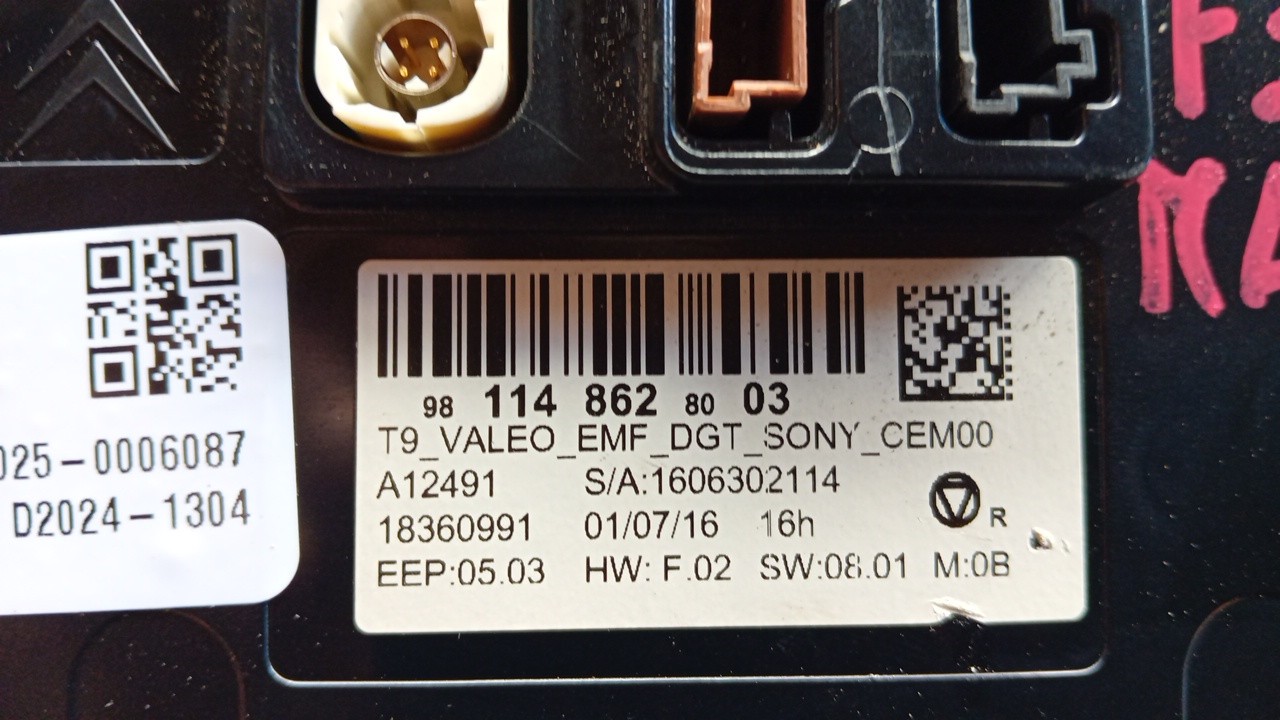 025-0006087
D2024-1304
98 114 862 80 03
T9_VALEO_EMF_DGT_SONY_CEM00
A12491 S/A:1606302114
18360991 01/07/16 16h
R
EEP:05.03 HW: F.02 SW:08.01 M:0B